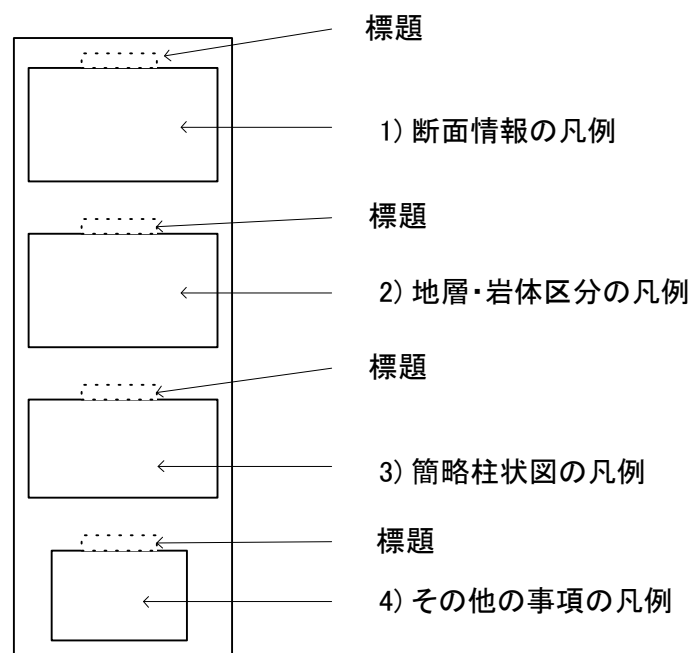 標題
1) 断面情報の凡例
標題
2) 地層・岩体区分の凡例
標題
3) 簡略柱状図の凡例
標題
4) その他の事項の凡例